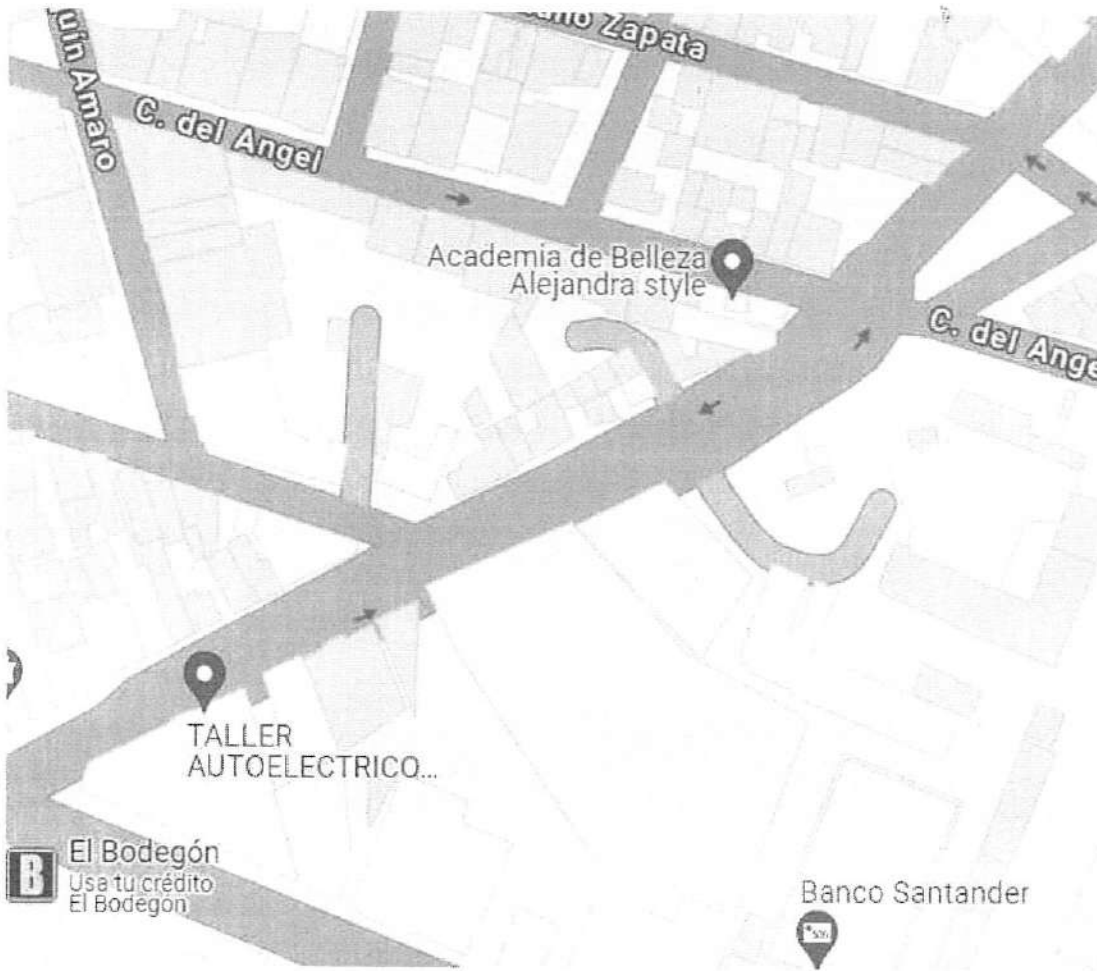 Zapata
uín Amaro
C. del Angel
Academia de Belleza
Alejandra style
C. del Ange
TALLER
AUTOELECTRICO...
B
El Bodegón
Usa tu crédito
El Bodegón
Banco Santander